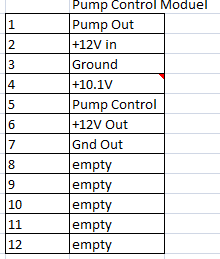 Pump Control Moduel
1 Pump Out
2 +12V in
3 Ground
4 +10.1V
5 Pump Control
6 +12V Out
7 Gnd Out
8 empty
9 empty
10 empty
11 empty
12 empty